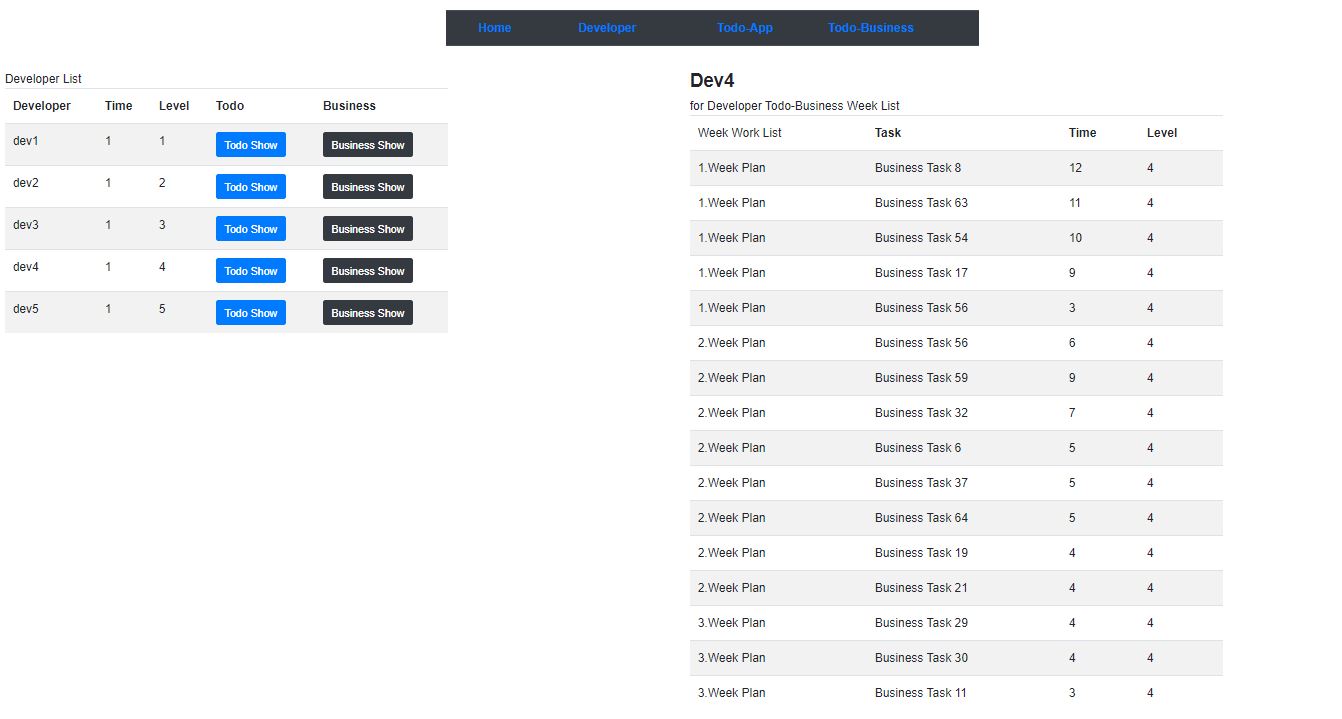 Home Developer Todo-App Todo-Business
Developer List
Developer Time Level Todo Business
dev1 1 1 Todo Show Business Show
dev2 1 2 Todo Show Business Show
dev3 1 3 Todo Show Business Show
dev4 1 4 Todo Show Business Show
dev5 1 5 Todo Show Business Show
Dev4
for Developer Todo-Business Week List
Week Work List Task Time Level
1.Week Plan Business Task 8 12 4
1.Week Plan Business Task 63 11 4
1.Week Plan Business Task 54 10 4
1.Week Plan Business Task 17 9 4
1.Week Plan Business Task 56 3 4
2.Week Plan Business Task 56 6 4
2.Week Plan Business Task 59 9 4
2.Week Plan Business Task 32 7 4
2.Week Plan Business Task 6 5 4
2.Week Plan Business Task 37 5 4
2.Week Plan Business Task 64 5 4
2.Week Plan Business Task 19 4 4
2.Week Plan Business Task 21 4 4
3.Week Plan Business Task 29 4 4
3.Week Plan Business Task 30 4 4
3.Week Plan Business Task 11 3 4